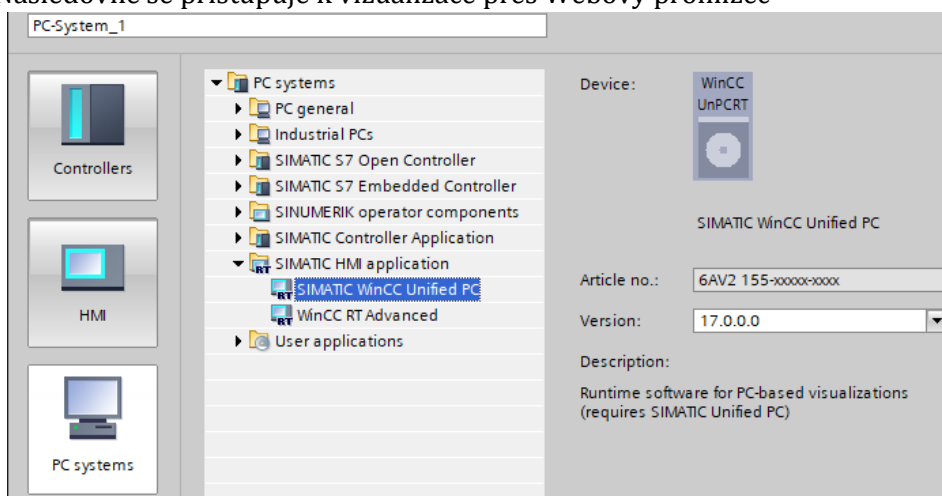 Následovně se přistupuje k vizualizace přes Webový prohlížeč
PC-System_1
Controllers
HMI
PC systems
PC systems
PC general
Industrial PCs
SIMATIC S7 Open Controller
SIMATIC S7 Embedded Controller
SINUMERIK operator components
SIMATIC Controller Application
SIMATIC HMI application
SIMATIC WinCC Unified PC
WinCC RT Advanced
User applications
Device:
WinCC
UnPCRT
SIMATIC WinCC Unified PC
Article no.: 6AV2 155-xxxxx-xxxx
Version: 17.0.0.0
Description:
Runtime software for PC-based visualizations
(requires SIMATIC Unified PC)